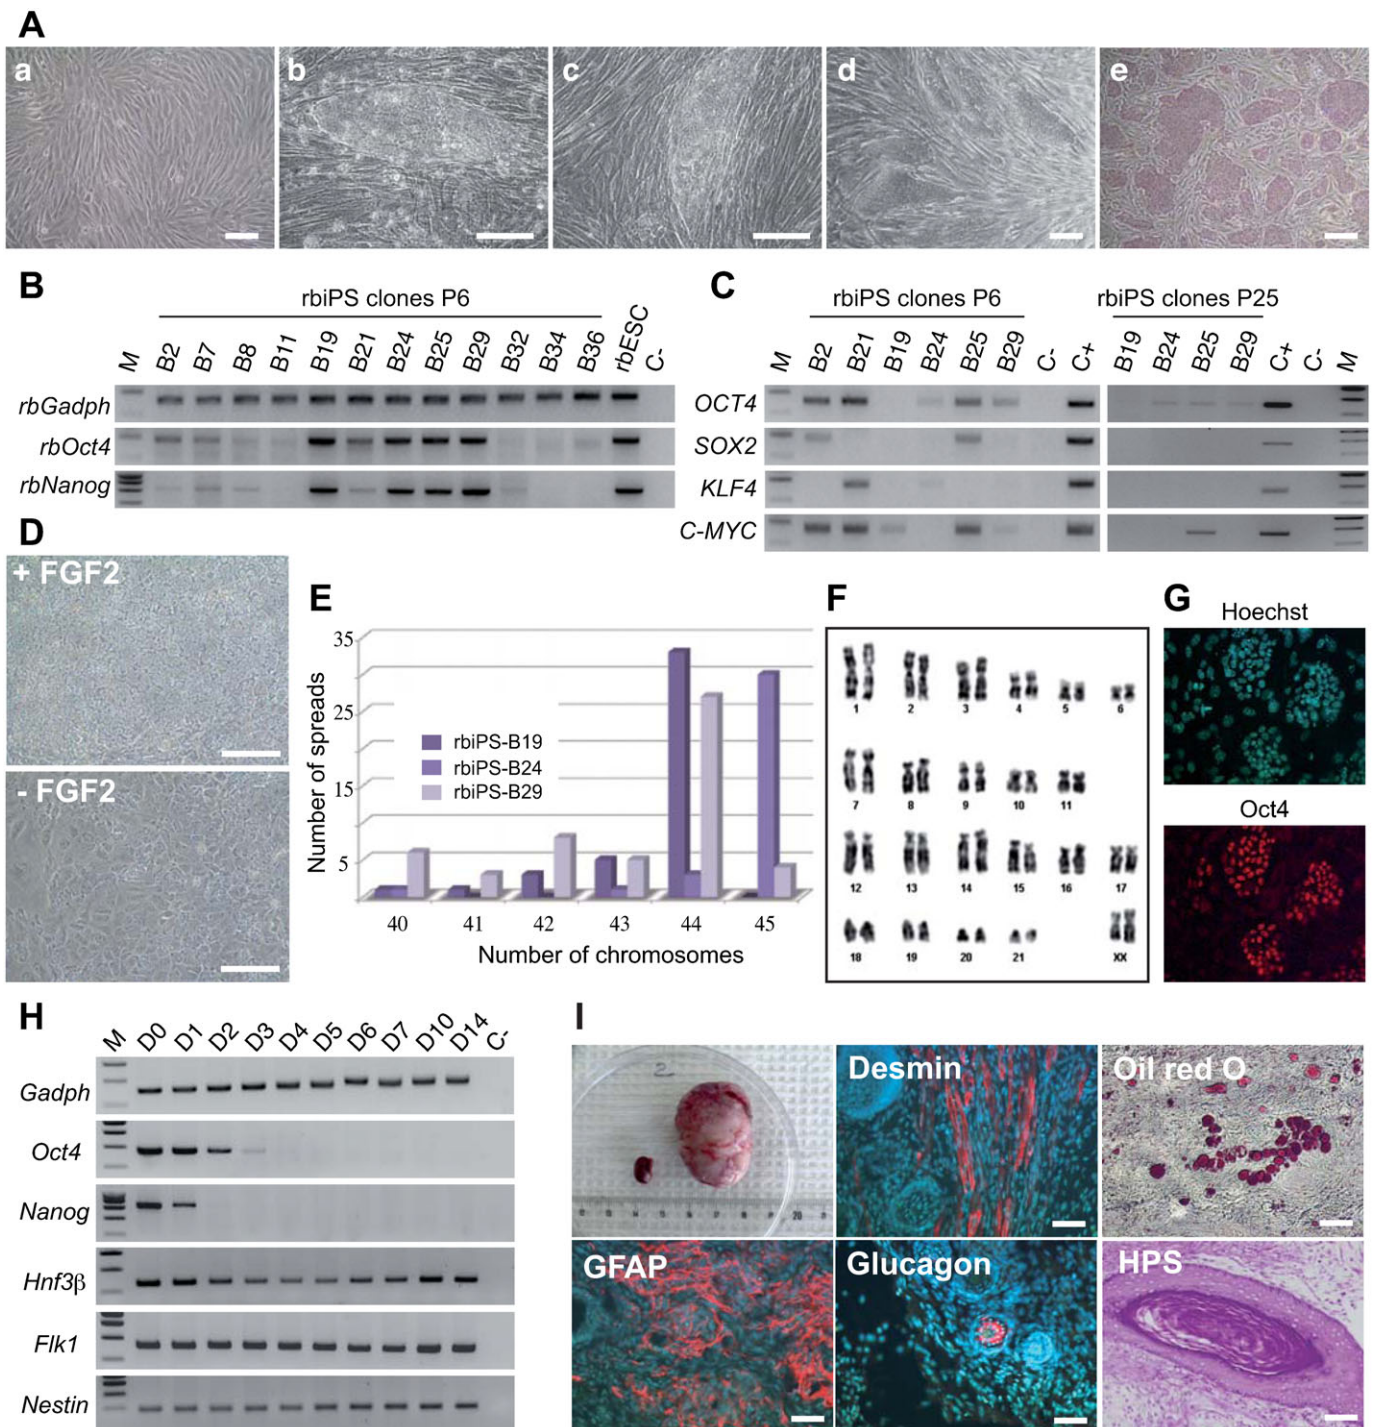 A
a
b
c
d
e
B
rbiPS clones P6
M B2 B7 B8 B11 B19 B21 B24 B25 B29 B32 B34 B36 rbESC C-
rbGadph
rbOct4
rbNanog
C
rbiPS clones P6
rbiPS clones P25
M B2 B21 B19 B24 B25 B29 C- C+
B19 B24 B25 B29 C+ C- M
OCT4
SOX2
KLF4
C-MYC
D
+ FGF2
- FGF2
E
Number of spreads
35
25
15
5
rbiPS-B19
rbiPS-B24
rbiPS-B29
40 41 42 43 44 45
Number of chromosomes
F
1 2 3 4 5 6
7 8 9 10 11
12 13 14 15 16 17
18 19 20 21 XX
G
Hoechst
Oct4
H
M D0 D1 D2 D3 D4 D5 D6 D7 D10 D14 C-
Gadph
Oct4
Nanog
Hnf3β
Flk1
Nestin
I
2
Desmin
Oil red O
GFAP
Glucagon
HPS